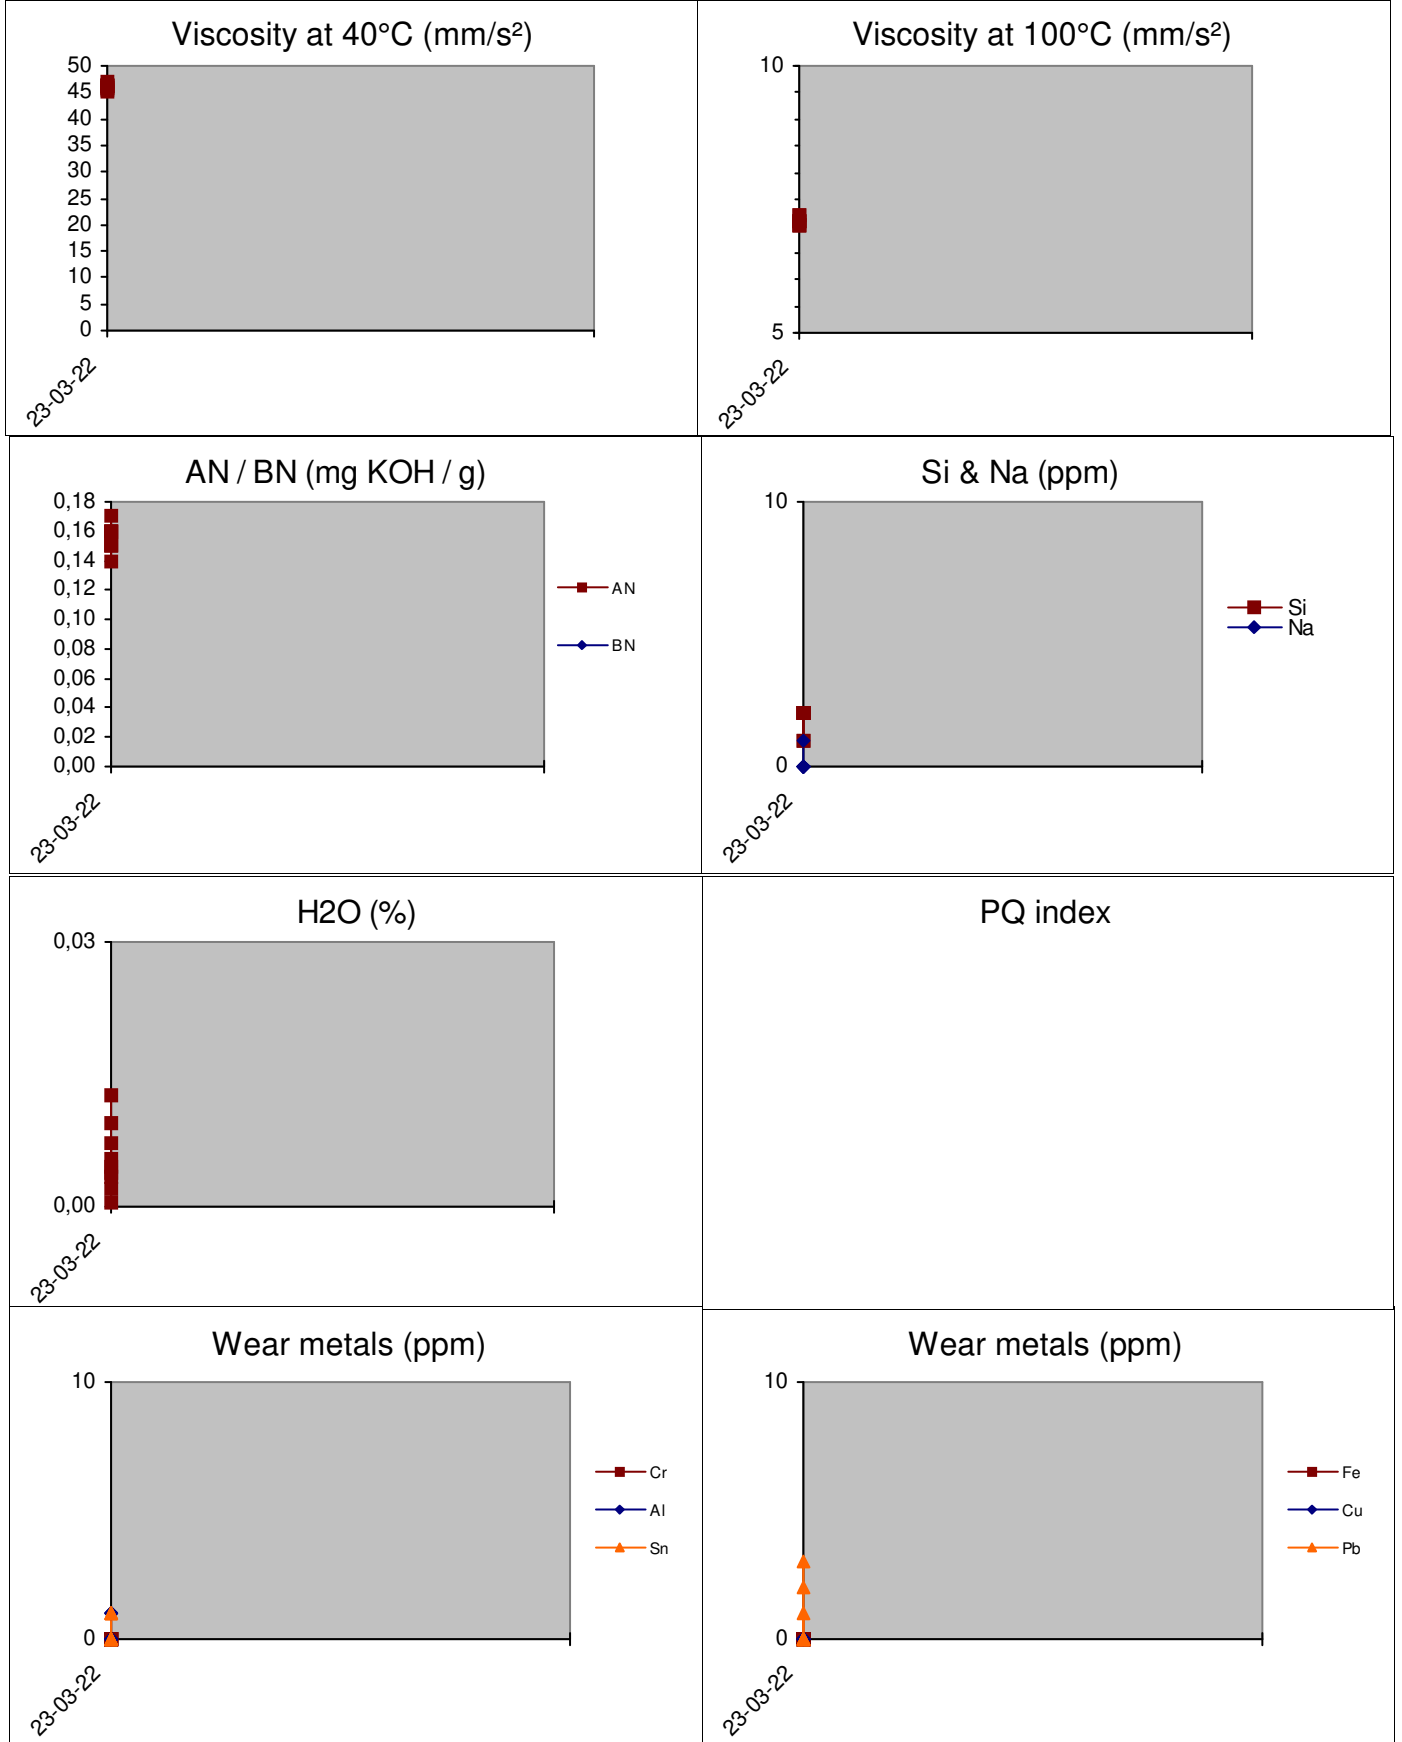 Viscosity at 40°C (mm/s²)
50
45
40
35
30
25
20
15
10
5
0
23-03-22
Viscosity at 100°C (mm/s²)
10
5
23-03-22
AN / BN (mg KOH / g)
0,18
0,16
0,14
0,12
0,10
0,08
0,06
0,04
0,02
0,00
23-03-22
AN
BN
Si & Na (ppm)
10
0
23-03-22
Si
Na
H2O (%)
0,03
0,00
23-03-22
PQ index
Wear metals (ppm)
10
0
23-03-22
Cr
Al
Sn
Wear metals (ppm)
10
0
23-03-22
Fe
Cu
Pb